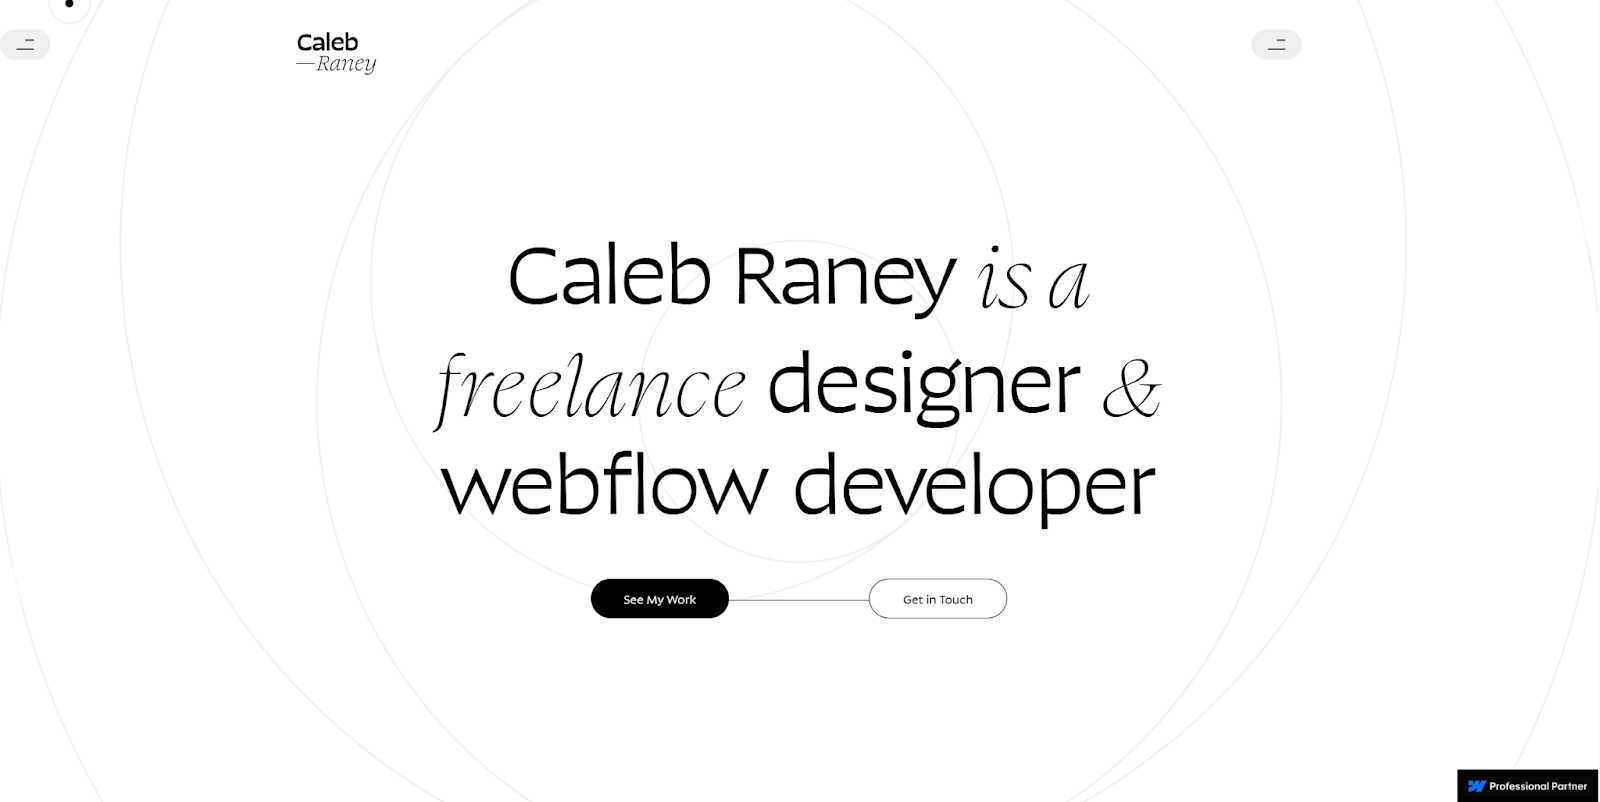 Caleb
—Raney
Caleb Raney is a
freelance designer &
webflow developer
See My Work
Get in Touch
Professional Partner